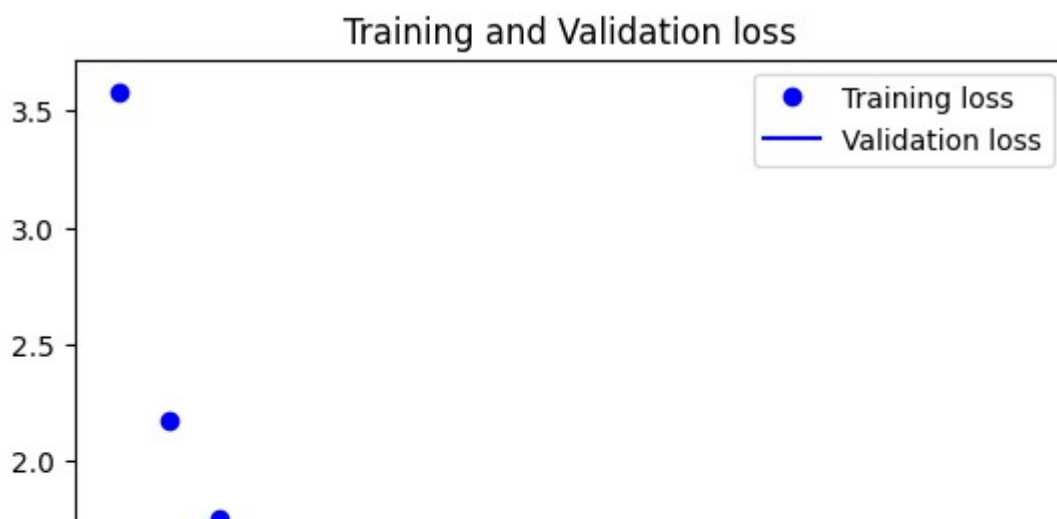 Training and Validation loss
Training loss
Validation loss
3.5
3.0
2.5
2.0